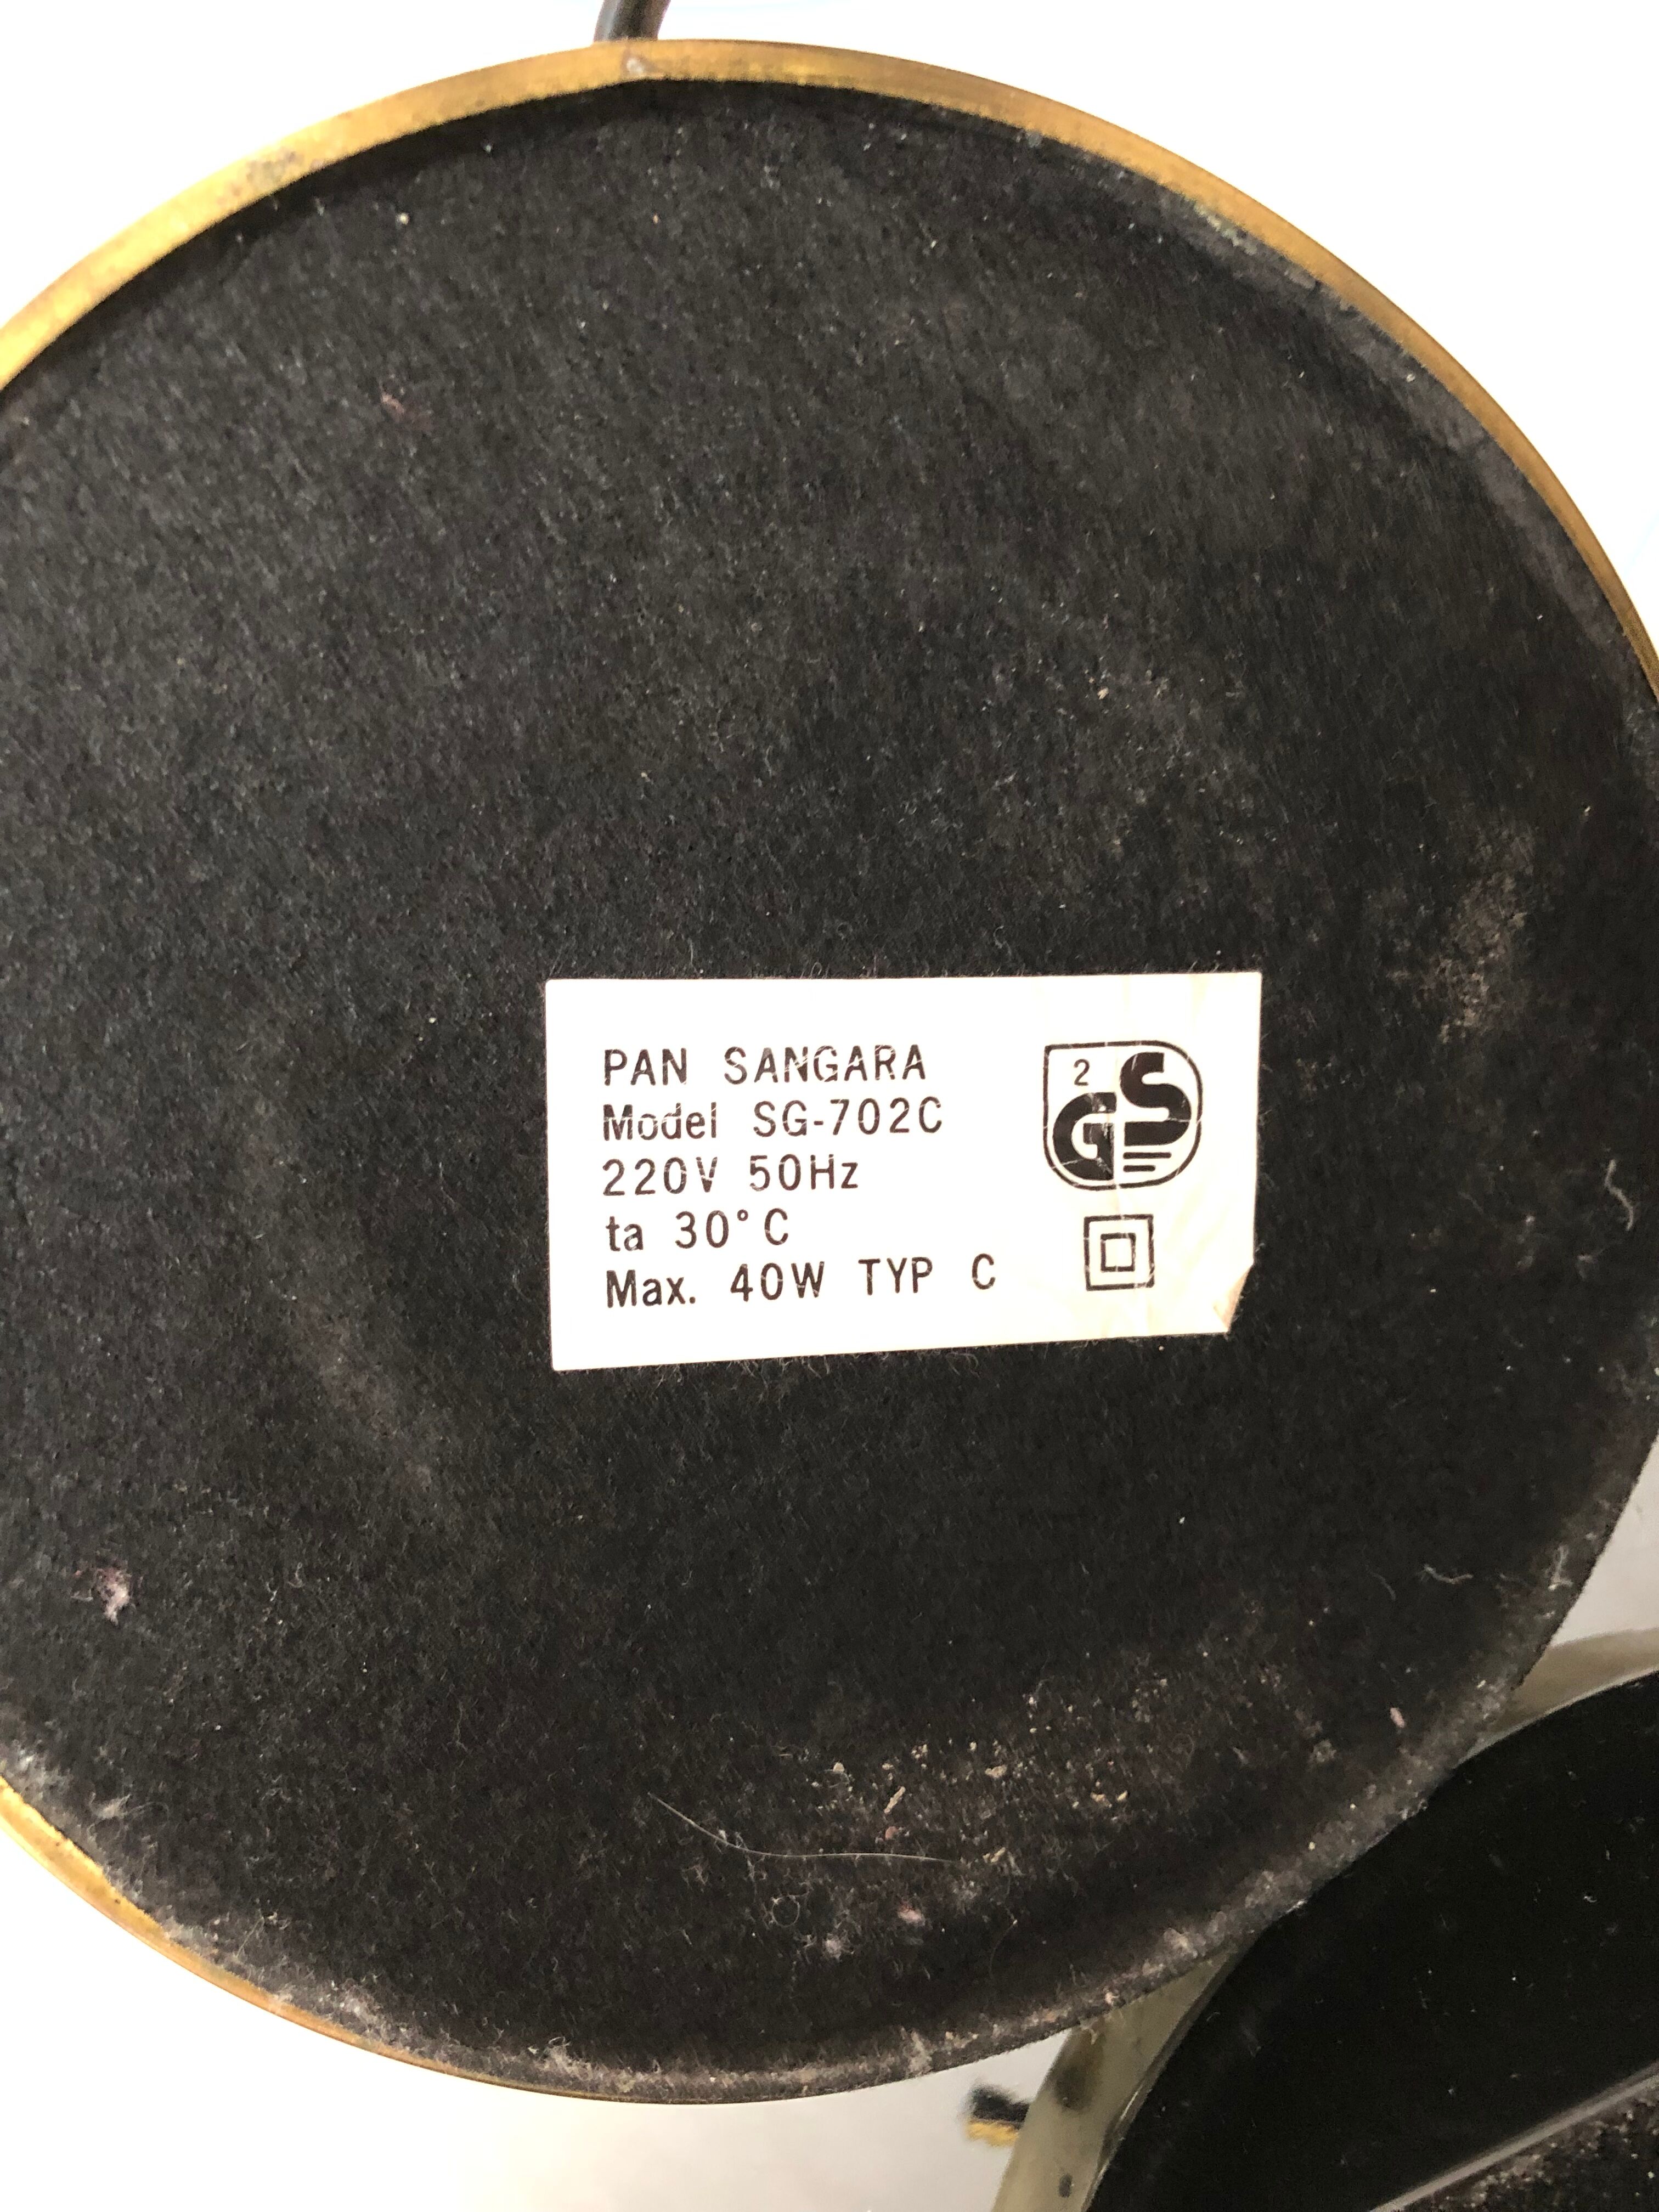 PAN SANGARA
Model SG-702C
220V 50Hz
ta 30°C
Max. 40W TYP C
2
GS